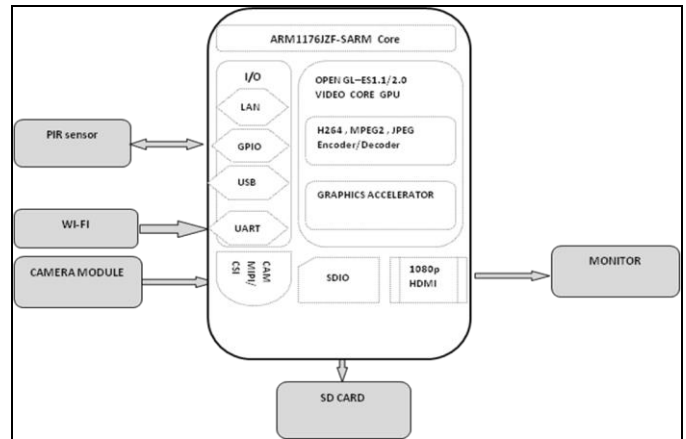 ARM1176JZF-SARM Core
I/O
LAN
GPIO
USB
UART
OPEN GL–ES1.1/2.0
VIDEO CORE GPU
H264 , MPEG2 , JPEG
Encoder/Decoder
GRAPHICS ACCELERATOR
CAM
MIPI/
CSI
SDIO
1080p
HDMI
PIR sensor
WI-FI
CAMERA MODULE
MONITOR
SD CARD